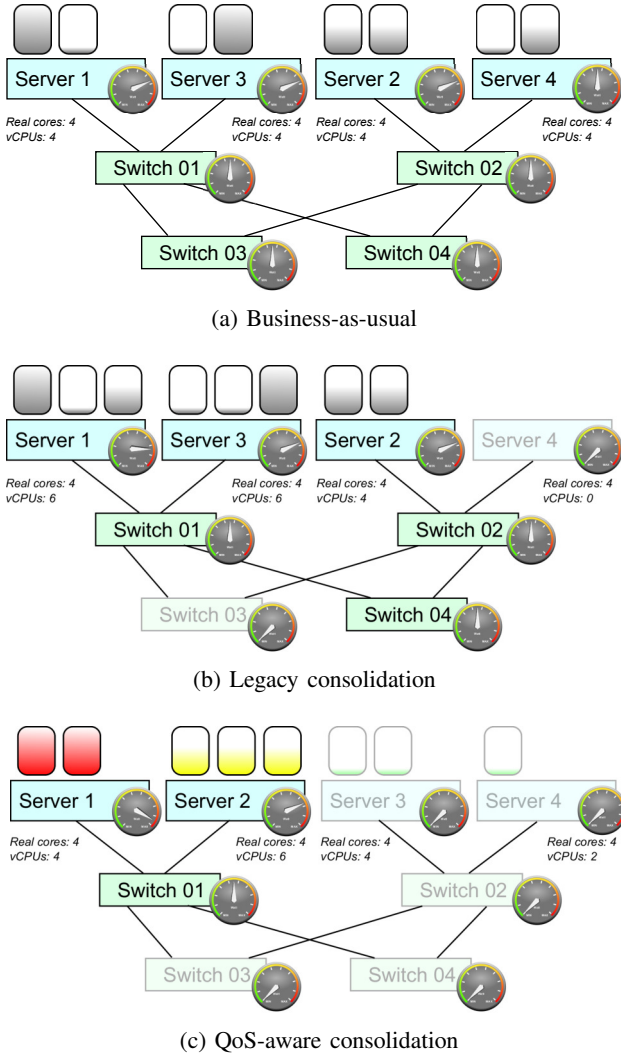 Server 1 Server 3 Server 2 Server 4
Real cores: 4 Real cores: 4 Real cores: 4 Real cores: 4
vCPUs: 4 vCPUs: 4 vCPUs: 4 vCPUs: 4
Switch 01 Switch 02
Switch 03 Switch 04
(a) Business-as-usual
Server 1 Server 3 Server 2 Server 4
Real cores: 4 Real cores: 4 Real cores: 4 Real cores: 4
vCPUs: 6 vCPUs: 6 vCPUs: 4 vCPUs: 0
Switch 01 Switch 02
Switch 03 Switch 04
(b) Legacy consolidation
Server 1 Server 2 Server 3 Server 4
Real cores: 4 Real cores: 4 Real cores: 4 Real cores: 4
vCPUs: 4 vCPUs: 6 vCPUs: 4 vCPUs: 2
Switch 01 Switch 02
Switch 03 Switch 04
(c) QoS-aware consolidation